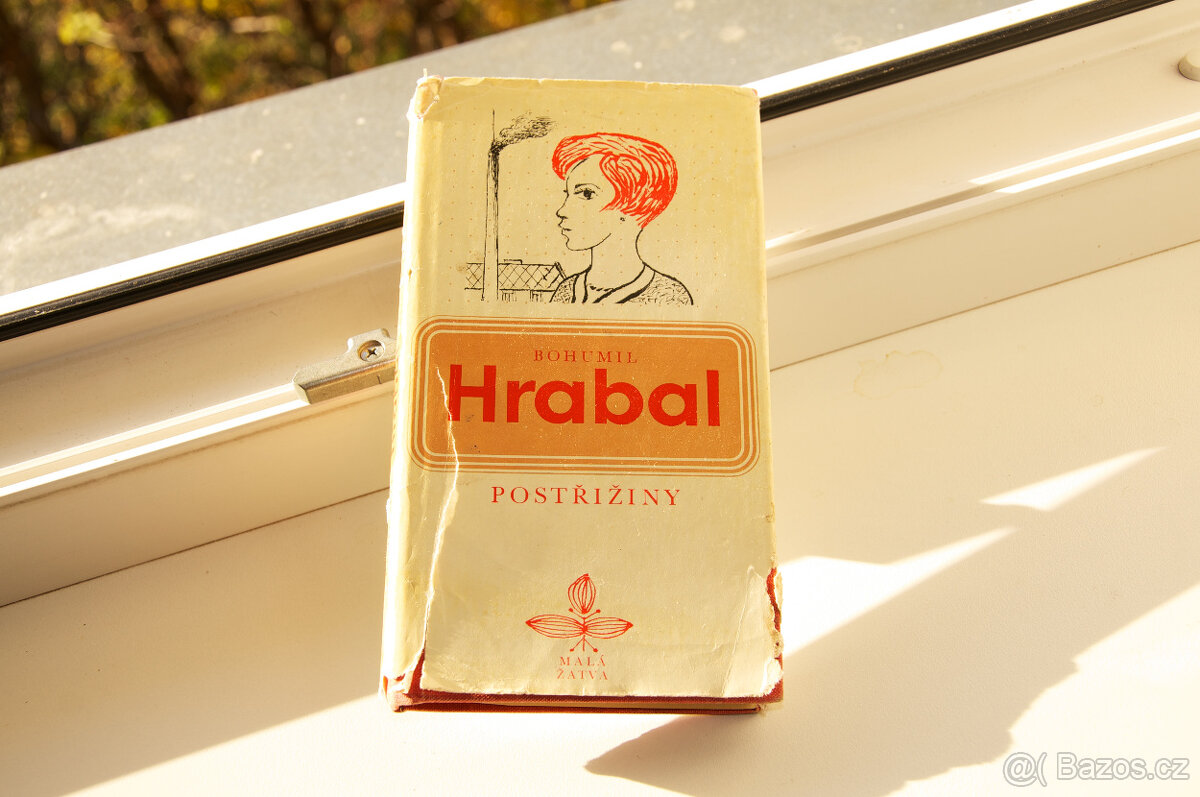 BOHUMIL
Hrabal
POSTŘIŽINY
MALÁ
ŽATVA
@( Bazos.cz